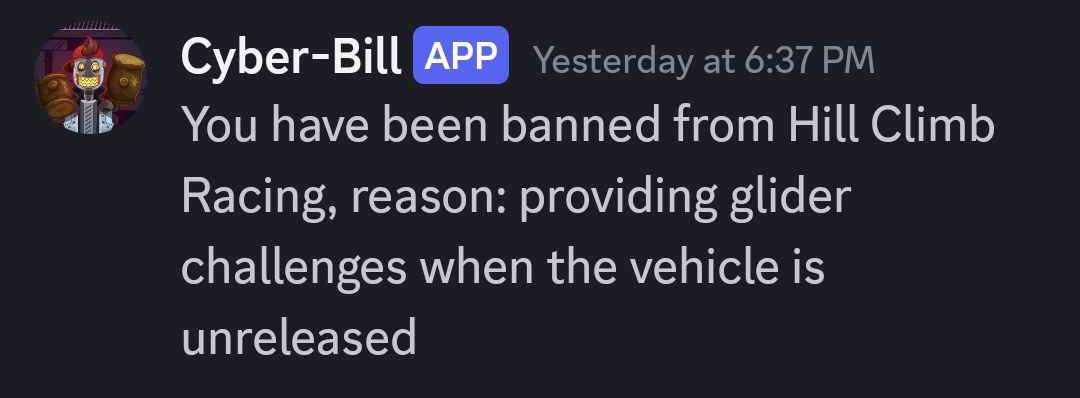 Cyber-Bill APP Yesterday at 6:37 PM
You have been banned from Hill Climb
Racing, reason: providing glider
challenges when the vehicle is
unreleased